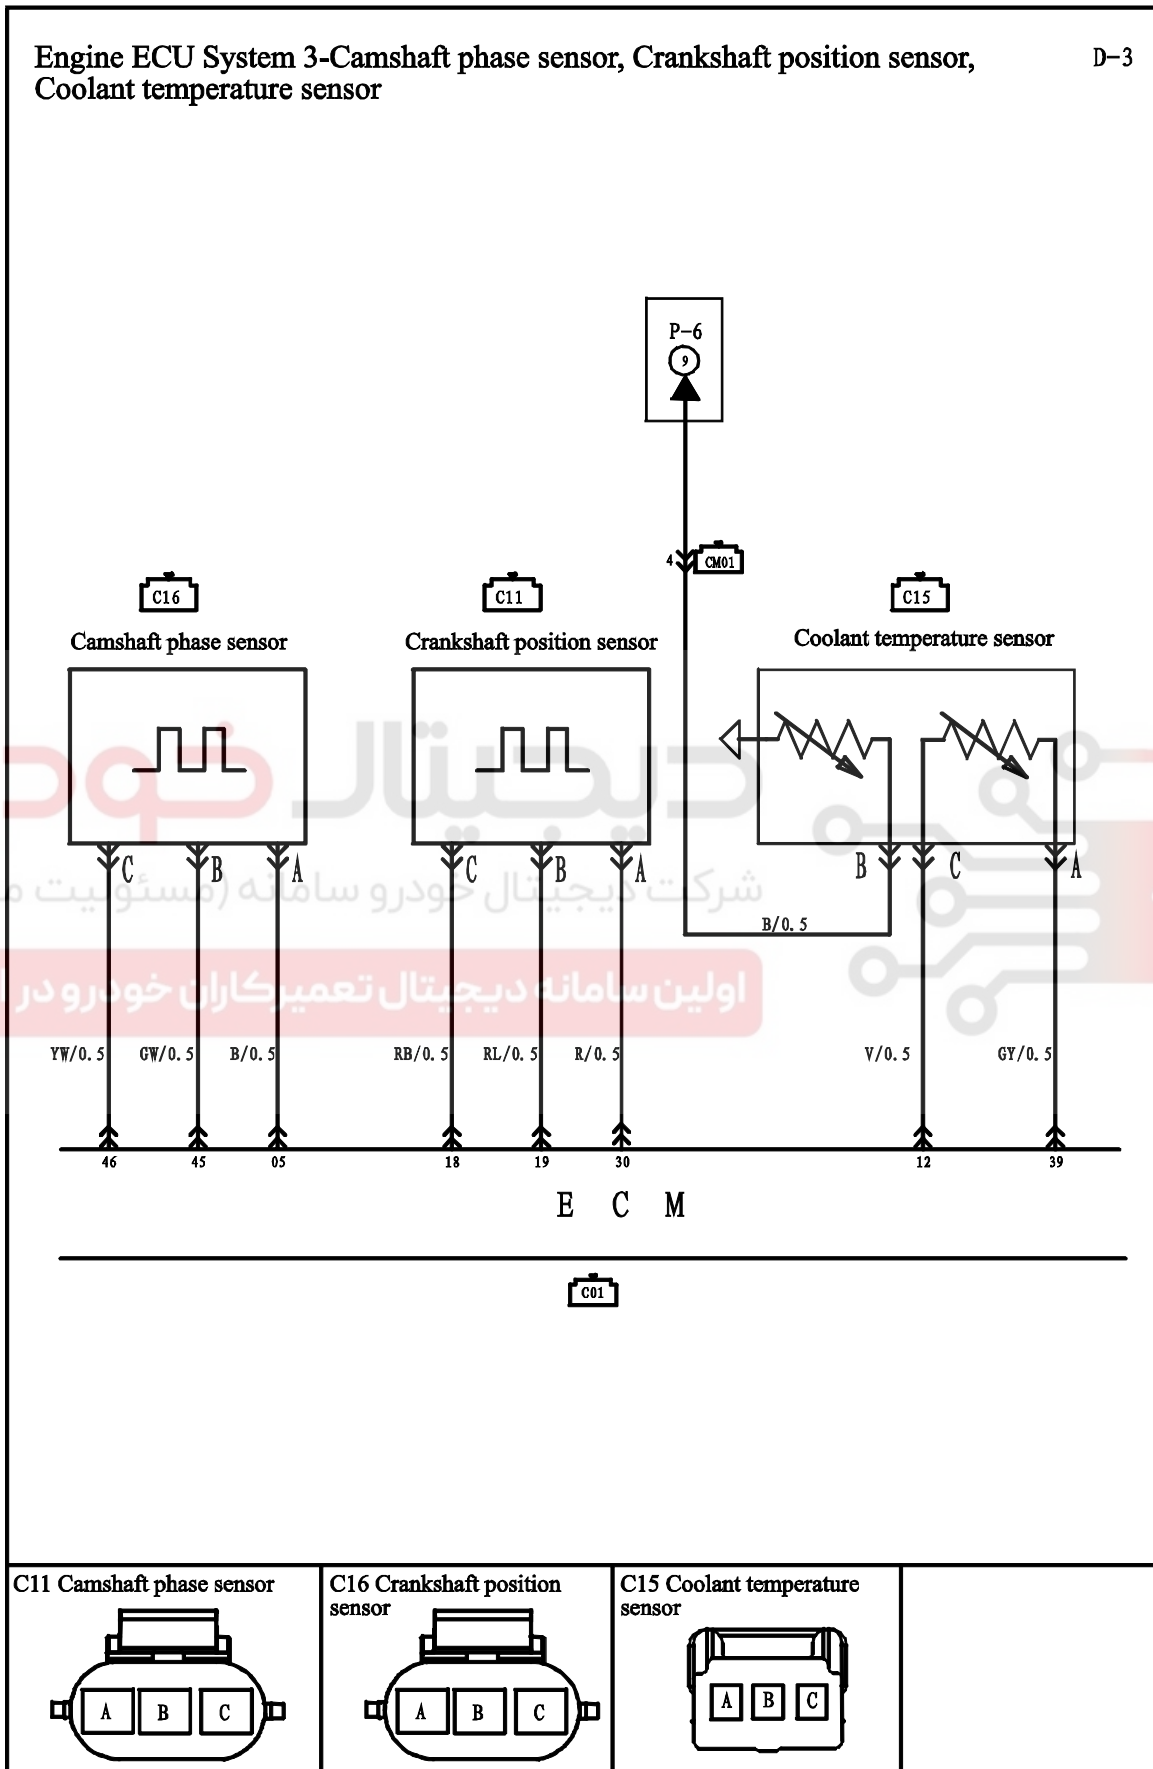 Engine ECU System 3-Camshaft phase sensor, Crankshaft position sensor,
Coolant temperature sensor
D-3
P-6
9
4
CM01
C16
C11
C15
Camshaft phase sensor
Crankshaft position sensor
Coolant temperature sensor
دیجیتال خود
C
B
A
C
B
A
B
C
A
شرکت دیجیتال خودرو سامانه (مسئولیت م
B/0.5
اولین سامانه دیجیتال تعمیرکاران خودرو در ا
YW/0.5
GW/0.5
B/0.5
RB/0.5
RL/0.5
R/0.5
V/0.5
GY/0.5
46
45
05
18
19
30
12
39
E C M
C01
C11 Camshaft phase sensor
C16 Crankshaft position
sensor
C15 Coolant temperature
sensor
A B C
A B C
A B C